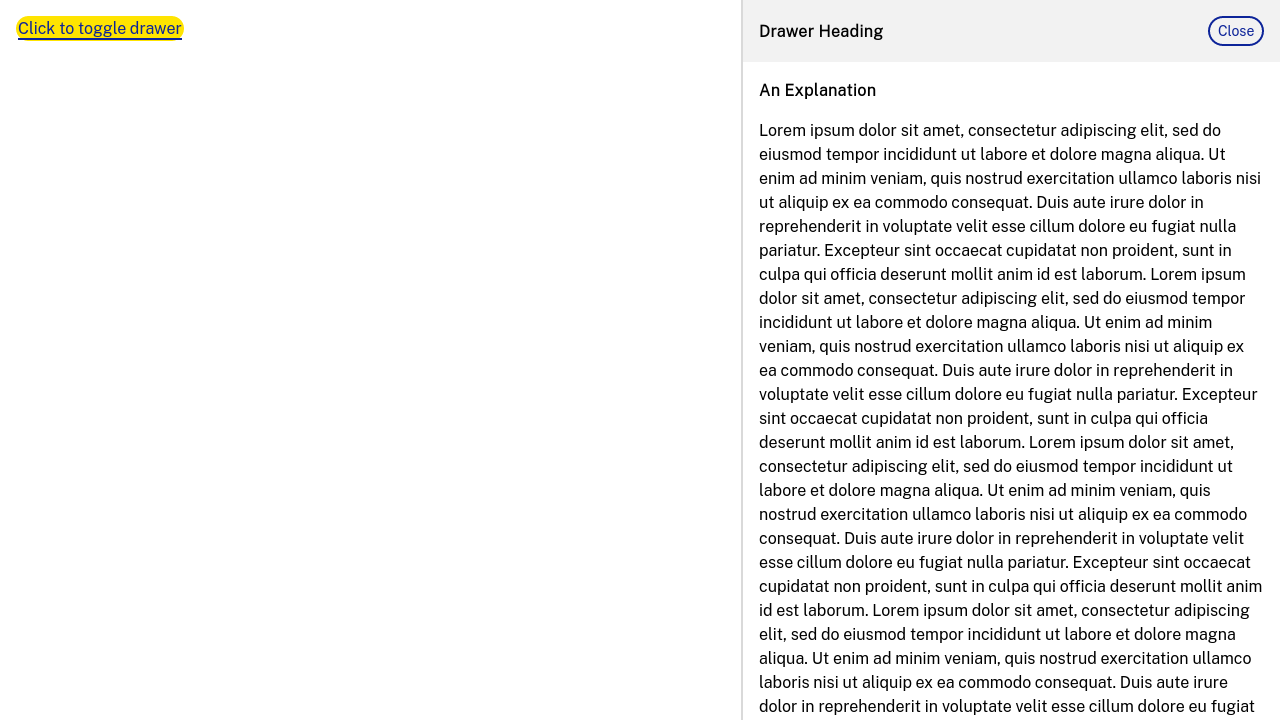 Click to toggle drawer
Drawer Heading
Close
An Explanation
Lorem ipsum dolor sit amet, consectetur adipiscing elit, sed do
eiusmod tempor incididunt ut labore et dolore magna aliqua. Ut
enim ad minim veniam, quis nostrud exercitation ullamco laboris nisi
ut aliquip ex ea commodo consequat. Duis aute irure dolor in
reprehenderit in voluptate velit esse cillum dolore eu fugiat nulla
pariatur. Excepteur sint occaecat cupidatat non proident, sunt in
culpa qui officia deserunt mollit anim id est laborum. Lorem ipsum
dolor sit amet, consectetur adipiscing elit, sed do eiusmod tempor
incididunt ut labore et dolore magna aliqua. Ut enim ad minim
veniam, quis nostrud exercitation ullamco laboris nisi ut aliquip ex
ea commodo consequat. Duis aute irure dolor in reprehenderit in
voluptate velit esse cillum dolore eu fugiat nulla pariatur. Excepteur
sint occaecat cupidatat non proident, sunt in culpa qui officia
deserunt mollit anim id est laborum. Lorem ipsum dolor sit amet,
consectetur adipiscing elit, sed do eiusmod tempor incididunt ut
labore et dolore magna aliqua. Ut enim ad minim veniam, quis
nostrud exercitation ullamco laboris nisi ut aliquip ex ea commodo
consequat. Duis aute irure dolor in reprehenderit in voluptate velit
esse cillum dolore eu fugiat nulla pariatur. Excepteur sint occaecat
cupidatat non proident, sunt in culpa qui officia deserunt mollit anim
id est laborum. Lorem ipsum dolor sit amet, consectetur adipiscing
elit, sed do eiusmod tempor incididunt ut labore et dolore magna
aliqua. Ut enim ad minim veniam, quis nostrud exercitation ullamco
laboris nisi ut aliquip ex ea commodo consequat. Duis aute irure
dolor in reprehenderit in voluptate velit esse cillum dolore eu fugiat